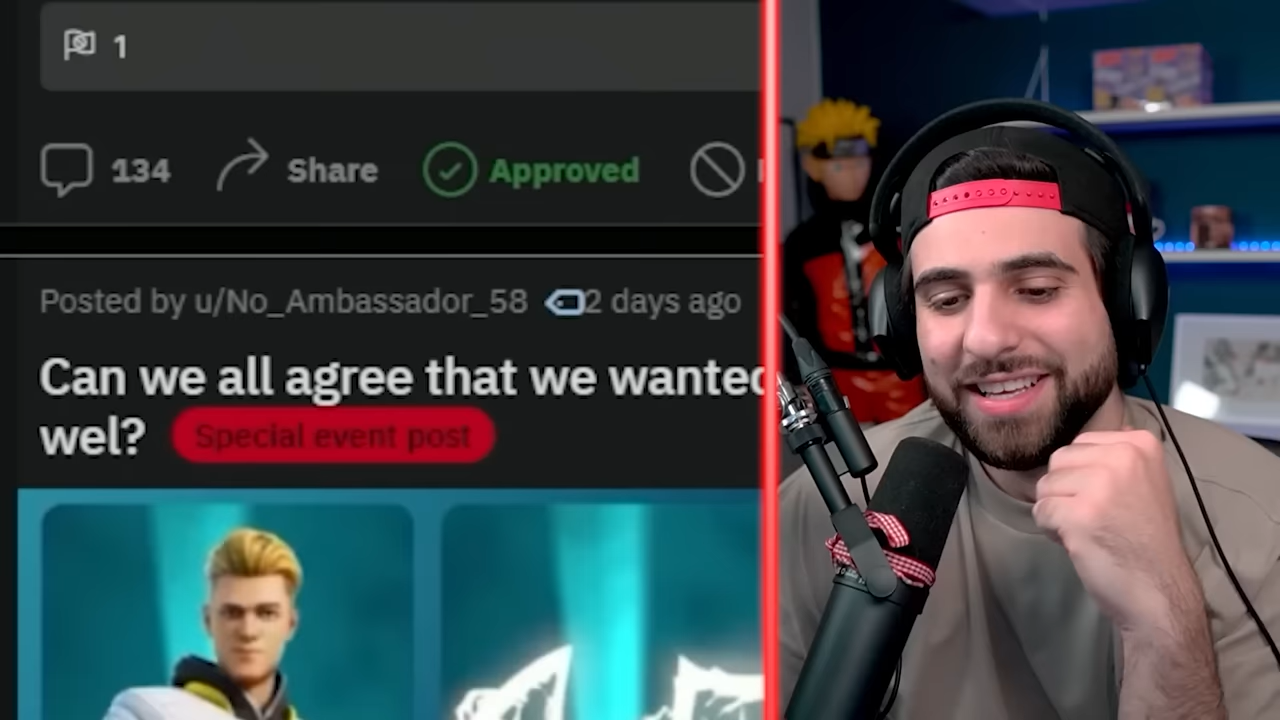 1
134
Share
Approved
Posted by u/No_Ambassador_58
2 days ago
Can we all agree that we wanted
wel?
Special event post